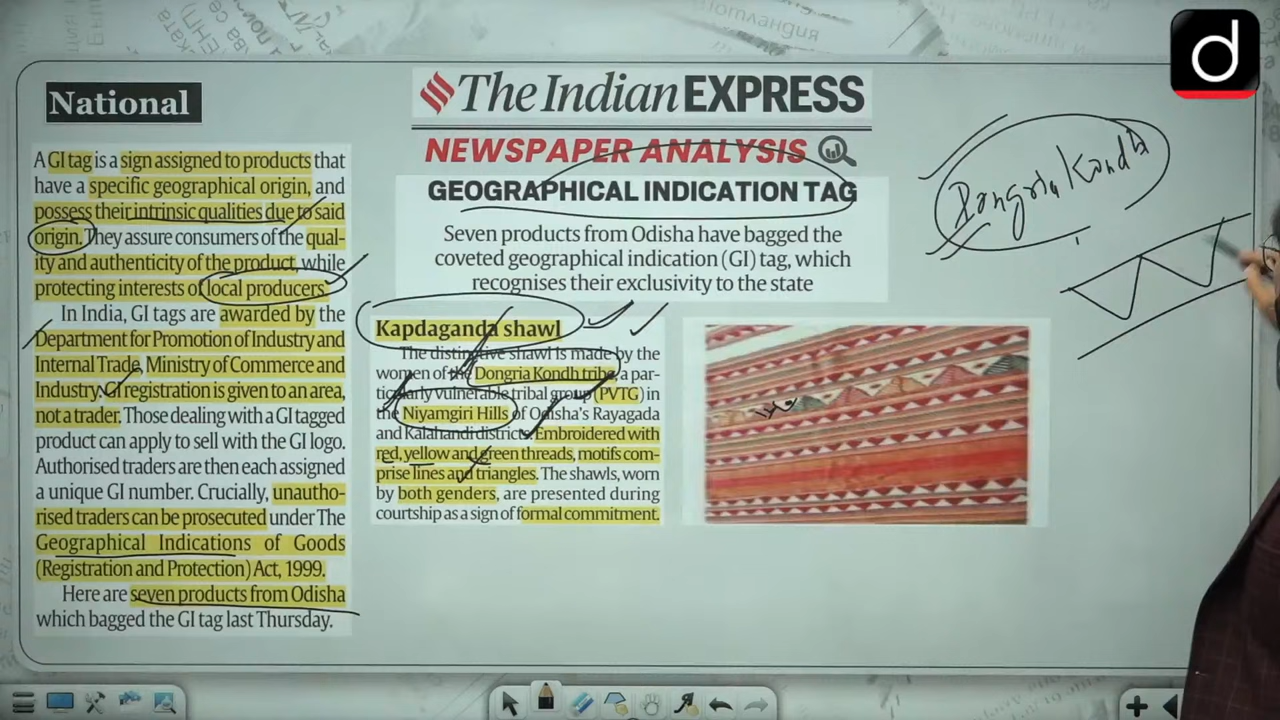 National
The Indian EXPRESS
NEWSPAPER ANALYSIS
GEOGRAPHICAL INDICATION TAG
Seven products from Odisha have bagged the
coveted geographical indication (GI) tag, which
recognises their exclusivity to the state
A GI tag is a sign assigned to products that
have a specific geographical origin, and
possess their intrinsic qualities due to said
origin. They assure consumers of the qual-
ity and authenticity of the product, while
protecting interests of local producers.
In India, GI tags are awarded by the
Department for Promotion of Industry and
Internal Trade, Ministry of Commerce and
Industry. GI registration is given to an area,
not a trader. Those dealing with a GI tagged
product can apply to sell with the GI logo.
Authorised traders are then each assigned
a unique GI number. Crucially, unautho-
rised traders can be prosecuted under The
Geographical Indications of Goods
(Registration and Protection) Act, 1999.
Here are seven products from Odisha
which bagged the GI tag last Thursday.
Kapdaganda shawl
The distinctive shawl is made by the
women of the Dongria Kondh tribe, a par-
ticularly vulnerable tribal group (PVTG) in
the Niyamgiri Hills of Odisha's Rayagada
and Kalahandi districts. Embroidered with
red, yellow and green threads, motifs com-
prise lines and triangles. The shawls, worn
by both genders, are presented during
courtship as a sign of formal commitment.
Dongria Kondh
d